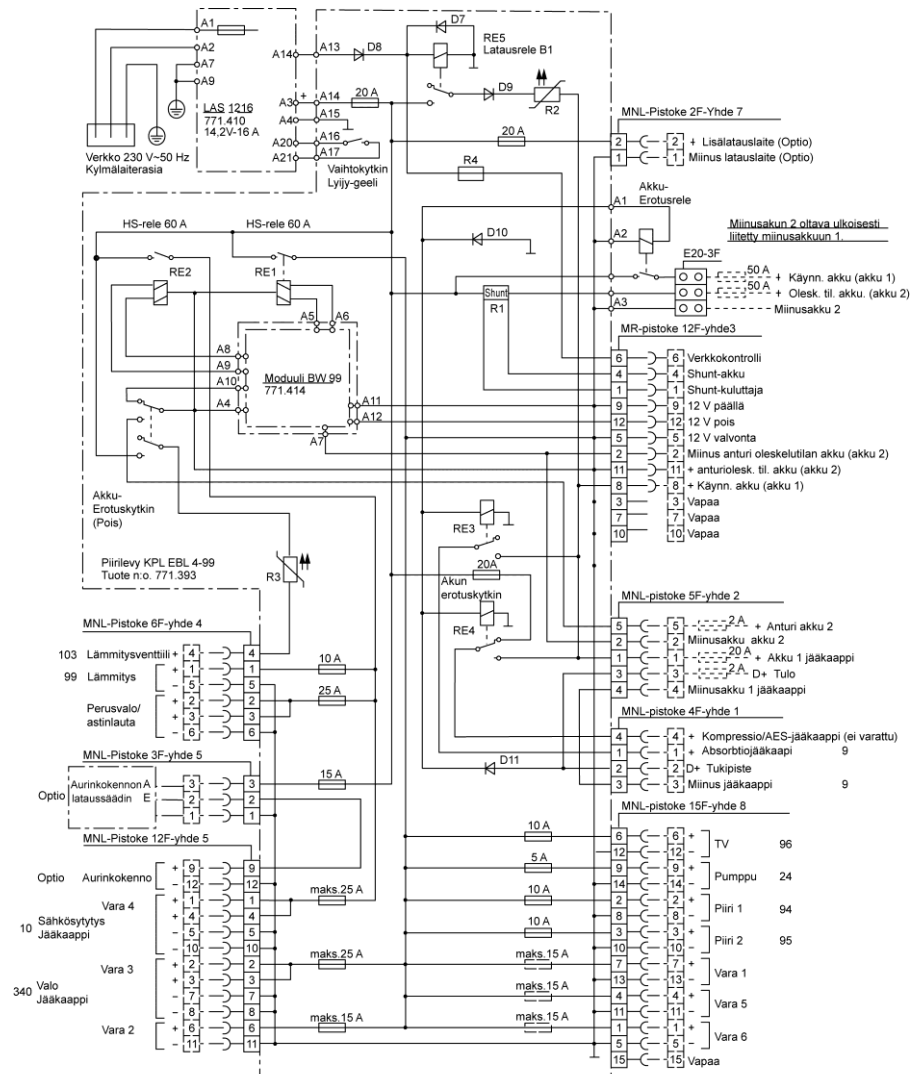 A1
A2
A7
A9
A14
A13
D8
D7
RE5
Latausrele B1
D9
R2
LAS 1216
771.410
14,2V-16 A
A3
+
A14
20 A
A4
A15
A20
A16
A21
A17
Vaihtokytkin
Lyijy-geeli
Verkko 230 V~50 Hz
Kylmälaiterasia
20 A
R4
MNL-Pistoke 2F-Yhde 7
2 2 + Lisälatauslaite (Optio)
1 1 Miinus latauslaite (Optio)
Akku-
Erotusrele
A1
A2
A3
D10
Miinusakun 2 oltava ulkoisesti
liitetty miinusakkuun 1.
E20-3F
50 A + Käynn. akku (akku 1)
50 A + Olesk. til. akku. (akku 2)
Miinusakku 2
Shunt
R1
HS-rele 60 A
HS-rele 60 A
RE2
RE1
A5
A6
A8
A9
A10
A4
Moduuli BW 99
771.414
A11
A12
A7
Akku-
Erotuskytkin
(Pois)
Piirilevy KPL EBL 4-99
Tuote n:o. 771.393
R3
MR-pistoke 12F-yhde3
6 6 Verkkokontrolli
4 4 Shunt-akku
1 1 Shunt-kuluttaja
9 9 12 V päällä
12 12 12 V pois
5 5 12 V valvonta
2 2 Miinus anturi oleskelutilan akku (akku 2)
11 11 + anturiolesk. til. akku (akku 2)
8 8 + Käynn. akku (akku 1)
3 3 Vapaa
7 7 Vapaa
10 10 Vapaa
RE3
20A
Akun
erotuskytkin
RE4
D11
MNL-pistoke 5F-yhde 2
5 5 2 A + Anturi akku 2
2 2 Miinusakku akku 2
1 1 20 A + Akku 1 jääkaappi
3 3 2 A D+ Tulo
4 4 Miinusakku 1 jääkaappi
MNL-pistoke 4F-yhde 1
4 4 + Kompressio/AES-jääkaappi (ei varattu)
1 1 + Absorbtiojääkaapi 9
2 2 D+ Tukipiste
3 3 Miinus jääkaappi 9
MNL-pistoke 15F-yhde 8
10 A 6 6 + TV 96
12 12 −
5 A 9 9 + Pumppu 24
14 14 −
10 A 2 2 + Piiri 1 94
8 8 −
10 A 3 3 + Piiri 2 95
10 10 −
maks.15 A 7 7 + Vara 1
13 13 −
maks.15 A 4 4 + Vara 5
11 11 −
maks.15 A 1 1 + Vara 6
5 5 −
15 15 Vapaa
MNL-Pistoke 6F-yhde 4
103 Lämmitysventtiili + 4 4
99 Lämmitys + 1 1 10 A
− 5 5
Perusvalo/
astinlauta
+ 2 2 25 A
+ 3 3
− 6 6
MNL-Pistoke 3F-yhde 5
Optio
Aurinkokennon A 3 3 15 A
lataussäädin E 2 2
1 1
MNL-Pistoke 12F-yhde 5
Optio Aurinkokenno + 9 9
− 12 12
Vara 4 + 1 1 maks.25 A
+ 4 4
10 Sähkösytytys
Jääkaappi
− 5 5
− 10 10
Vara 3 + 2 2 maks.25 A
+ 3 3
340 Valo
Jääkaappi
− 7 7
− 8 8
Vara 2 + 6 6 maks.15 A
− 11 11